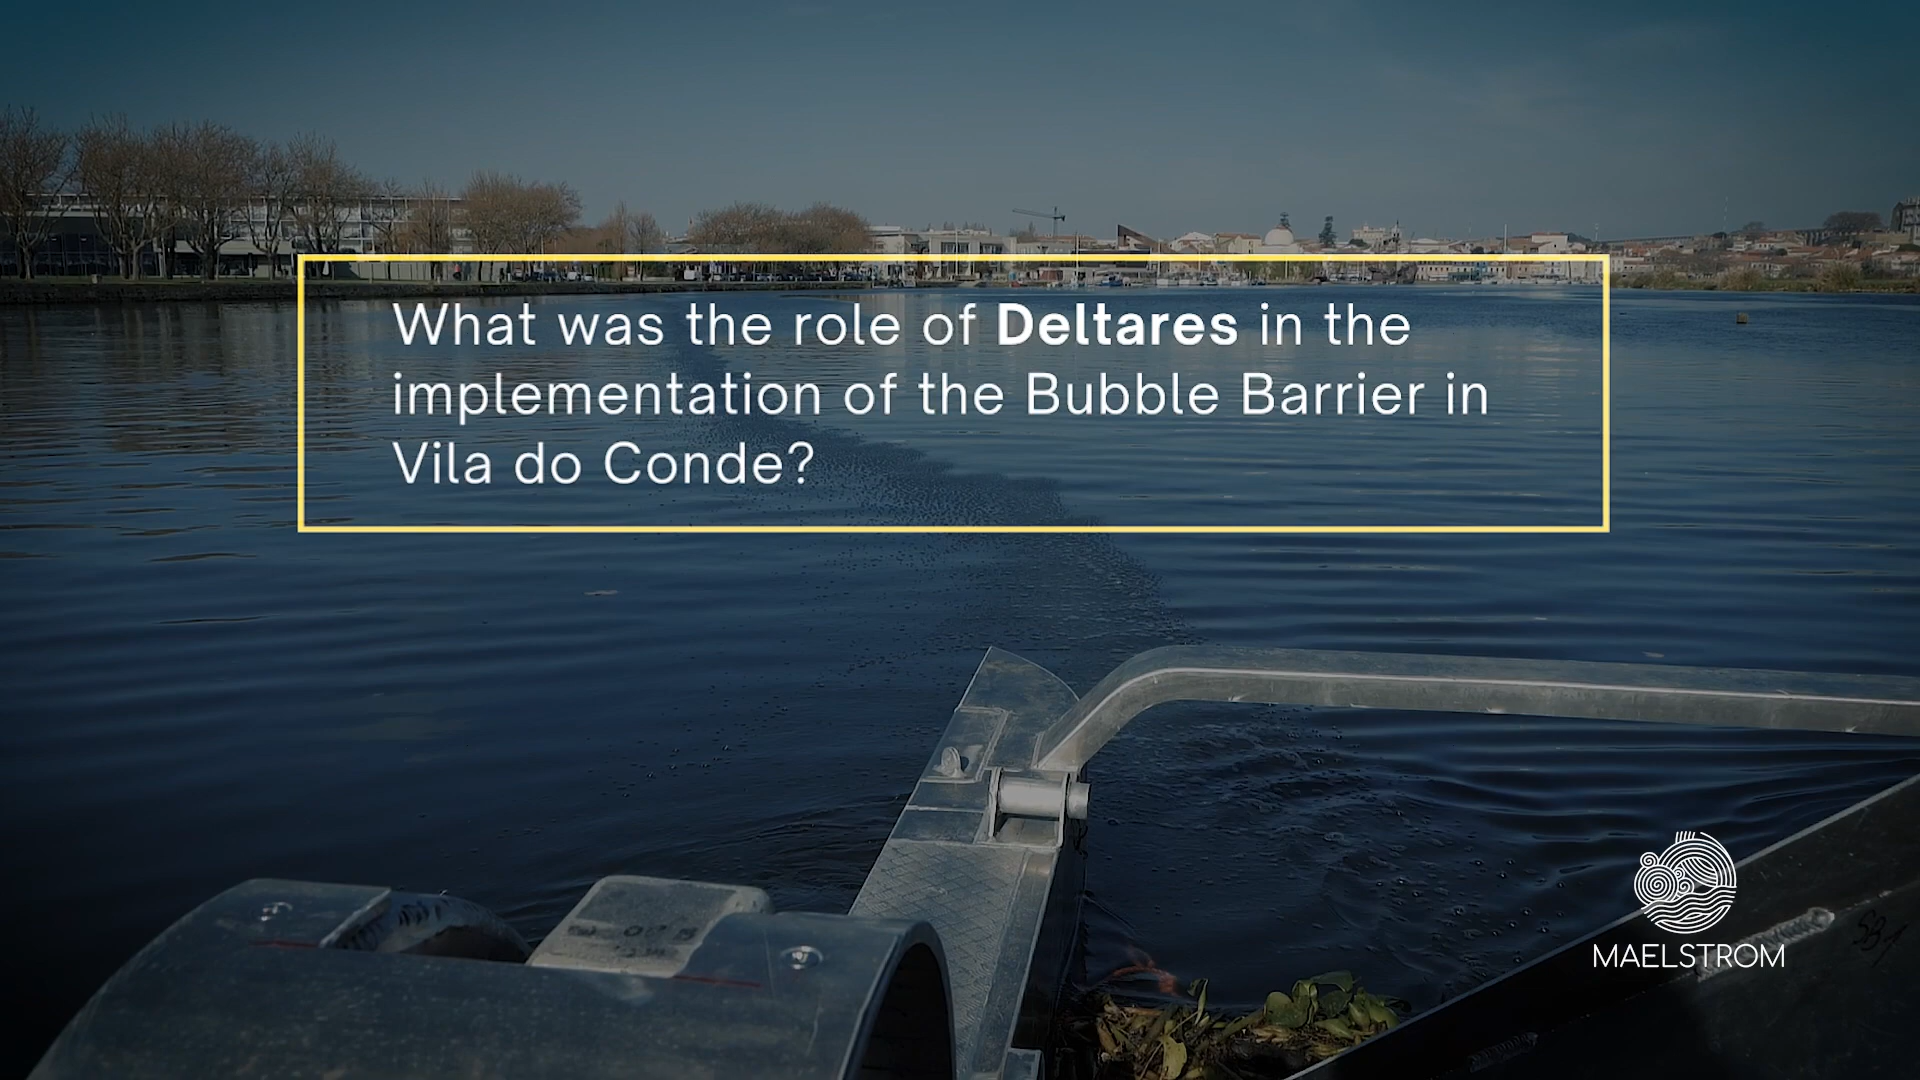 What was the role of Deltares in the
implementation of the Bubble Barrier in
Vila do Conde?
MAELSTROM